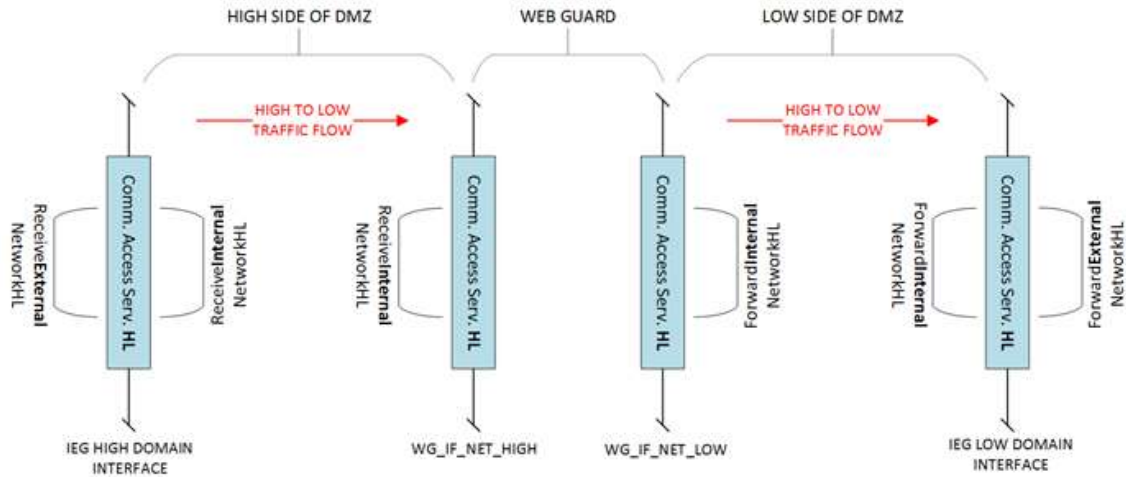 HIGH SIDE OF DMZ
WEB GUARD
LOW SIDE OF DMZ
HIGH TO LOW
TRAFFIC FLOW
HIGH TO LOW
TRAFFIC FLOW
ReceiveExternal
NetworkHL
Comm. Access Serv. HL
ReceiveInternal
NetworkHL
ReceiveInternal
NetworkHL
Comm. Access Serv. HL
Comm. Access Serv. HL
ForwardInternal
NetworkHL
ForwardInternal
NetworkHL
Comm. Access Serv. HL
ForwardExternal
NetworkHL
IEG HIGH DOMAIN
INTERFACE
WG_IF_NET_HIGH
WG_IF_NET_LOW
IEG LOW DOMAIN
INTERFACE